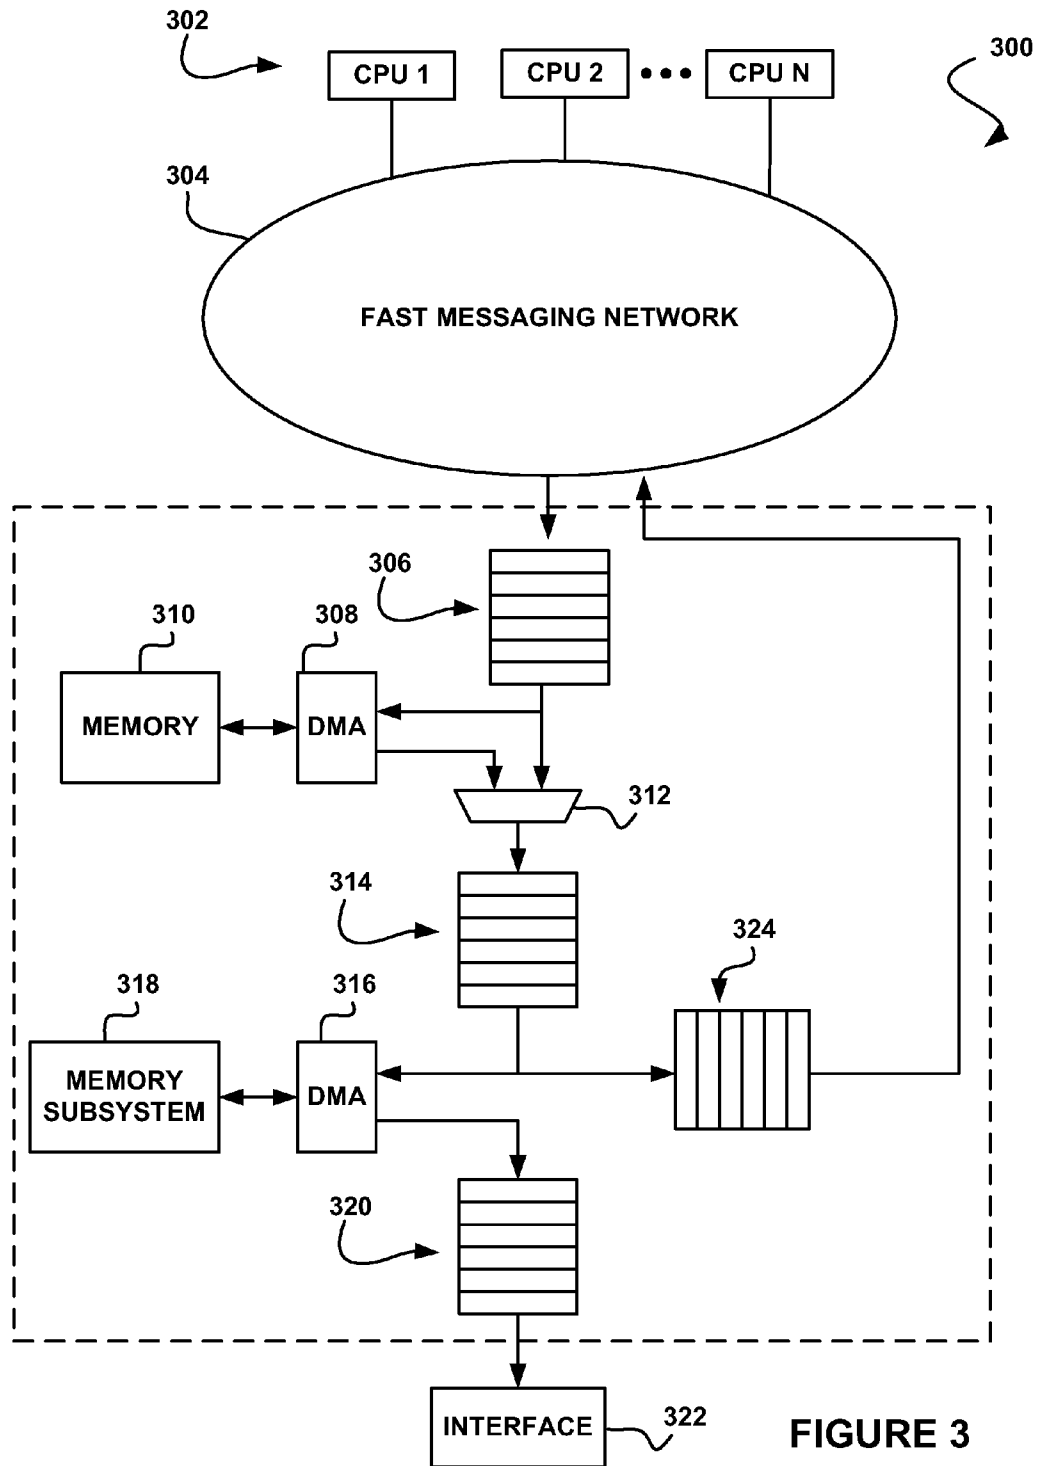 302
CPU 1
CPU 2
CPU N
300
304
FAST MESSAGING NETWORK
306
310
308
MEMORY
DMA
312
314
324
318
316
MEMORY
SUBSYSTEM
DMA
320
INTERFACE
322
FIGURE 3